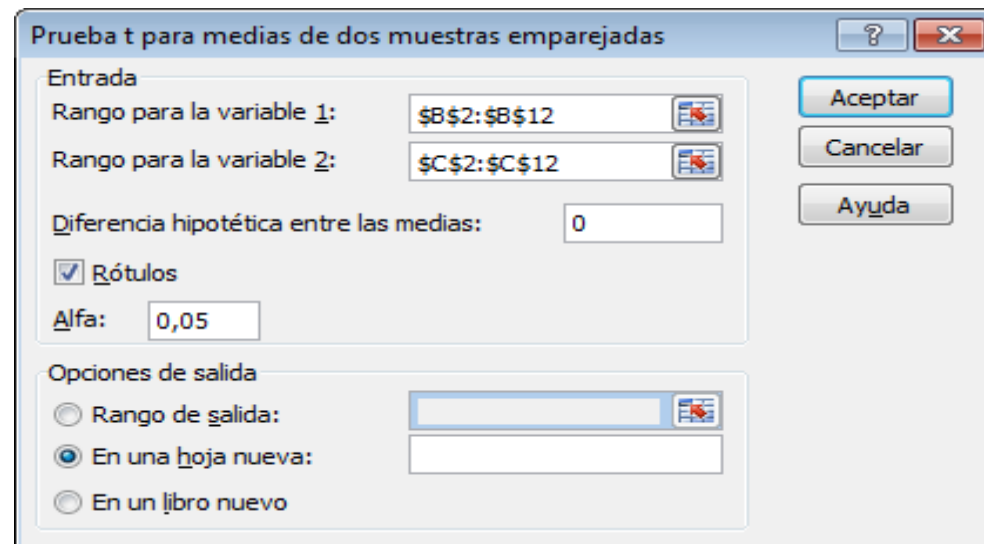 Prueba t para medias de dos muestras emparejadas
Entrada
Rango para la variable 1: $B$2:$B$12
Aceptar
Rango para la variable 2: $C$2:$C$12
Cancelar
Diferencia hipotética entre las medias: 0
Ayuda
Rótulos
Alfa: 0,05
Opciones de salida
Rango de salida:
En una hoja nueva:
En un libro nuevo